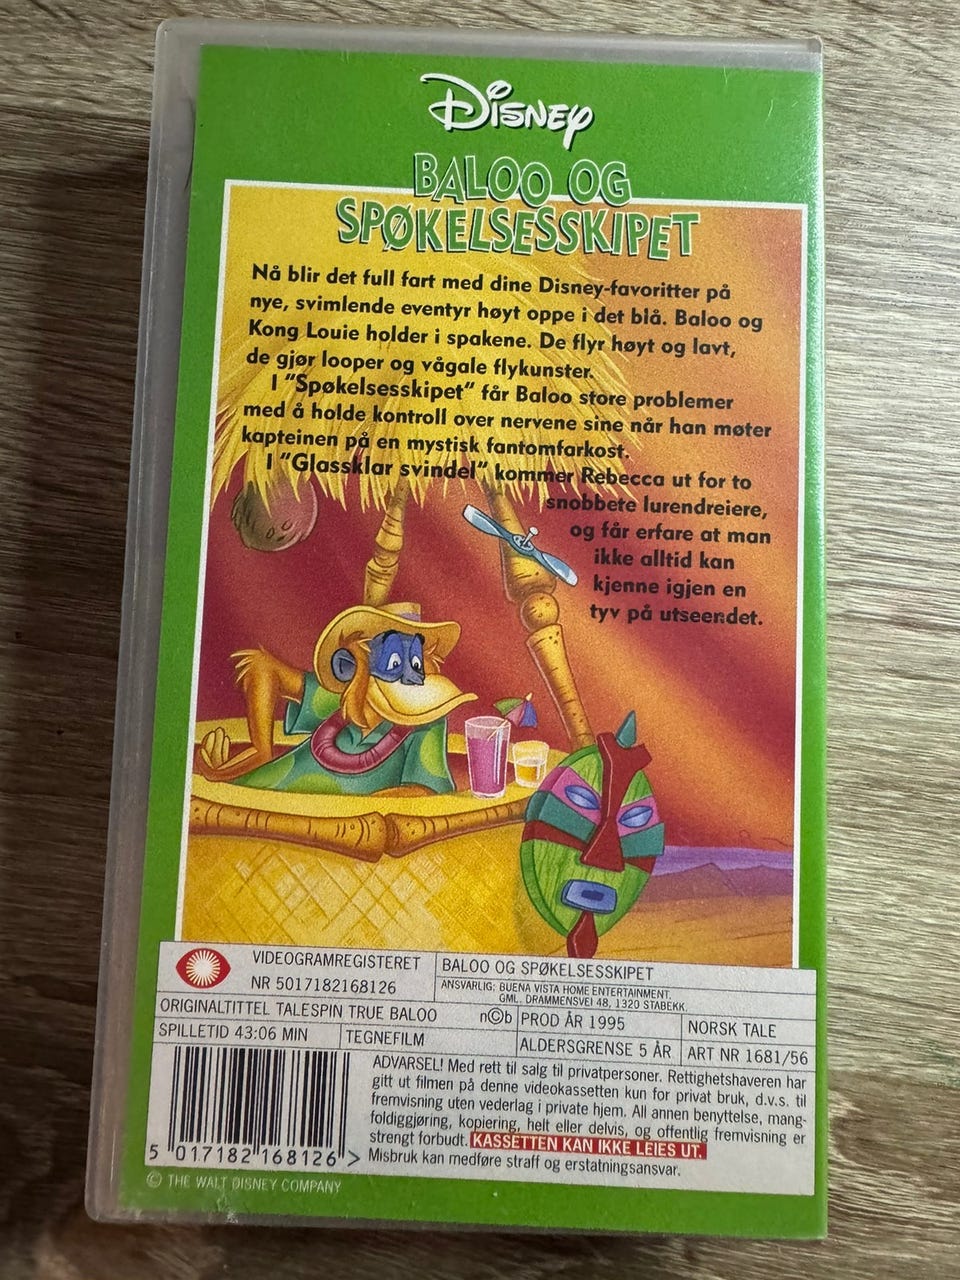 Disney
BALOO OG
SPØKELSESSKIPET
Nå blir det full fart med dine Disney-favoritter på
nye, svimlende eventyr høyt oppe i det blå. Baloo og
Kong Louie holder i spakene. De flyr høyt og lavt,
de gjør looper og vågale flykunster.
I "Spøkelsesskipet" får Baloo store problemer
med å holde kontroll over nervene sine når han møter
kapteinen på en mystisk fantomfarkost.
I "Glassklar svindel" kommer Rebecca ut for to
snobbete lurendreiere,
og får erfare at man
ikke alltid kan
kjenne igjen en
tyv på utseendet.
VIDEOGRAMREGISTERET
NR 5017182168126
BALOO OG SPØKELSESSKIPET
ANSVARLIG: BUENA VISTA HOME ENTERTAINMENT,
GML. DRAMMENSVEI 48, 1320 STABEKK.
ORIGINALTITTEL TALESPIN TRUE BALOO
n©b
PROD ÅR 1995
NORSK TALE
SPILLETID 43:06 MIN
TEGNEFILM
ALDERSGRENSE 5 ÅR
ART NR 1681/56
ADVARSEL! Med rett til salg til privatpersoner. Rettighetshaveren har
gitt ut filmen på denne videokassetten kun for privat bruk, d.v.s. til
fremvisning uten vederlag i private hjem. All annen benyttelse, mang-
foldiggjøring, kopiering, helt eller delvis, og offentlig fremvisning er
strengt forbudt. KASSETTEN KAN IKKE LEIES UT.
Misbruk kan medføre straff og erstatningsansvar.
5 017182 168126 >
© THE WALT DISNEY COMPANY